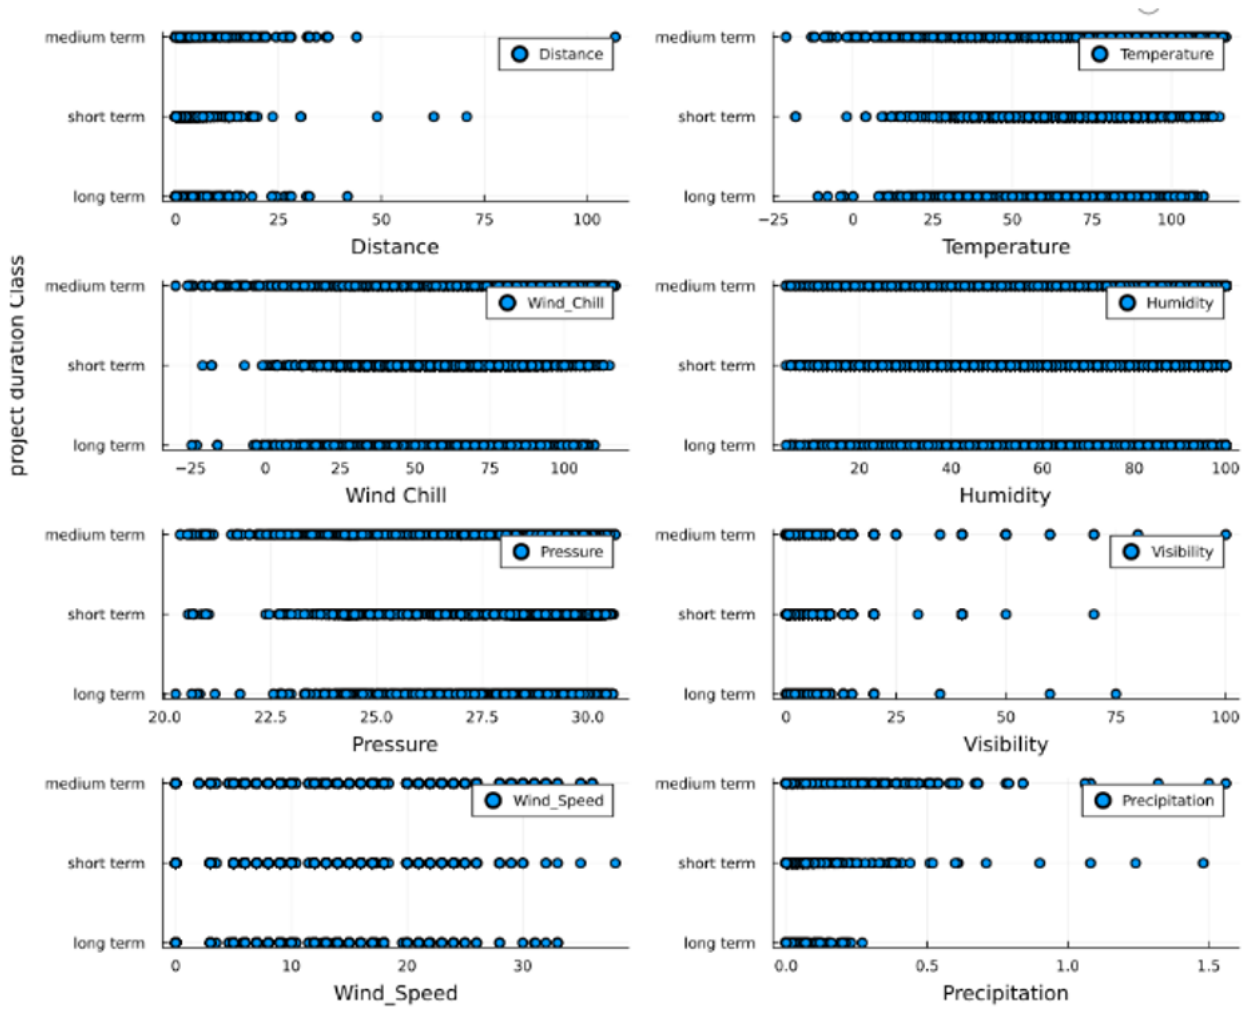 project duration Class
medium term
short term
long term
Distance
0 25 50 75 100
Distance
medium term
short term
long term
Temperature
−25 0 25 50 75 100
Temperature
medium term
short term
long term
Wind_Chill
−25 0 25 50 75 100
Wind Chill
medium term
short term
long term
Humidity
20 40 60 80 100
Humidity
medium term
short term
long term
Pressure
20.0 22.5 25.0 27.5 30.0
Pressure
medium term
short term
long term
Visibility
0 25 50 75 100
Visibility
medium term
short term
long term
Wind_Speed
0 10 20 30
Wind_Speed
medium term
short term
long term
Precipitation
0.0 0.5 1.0 1.5
Precipitation